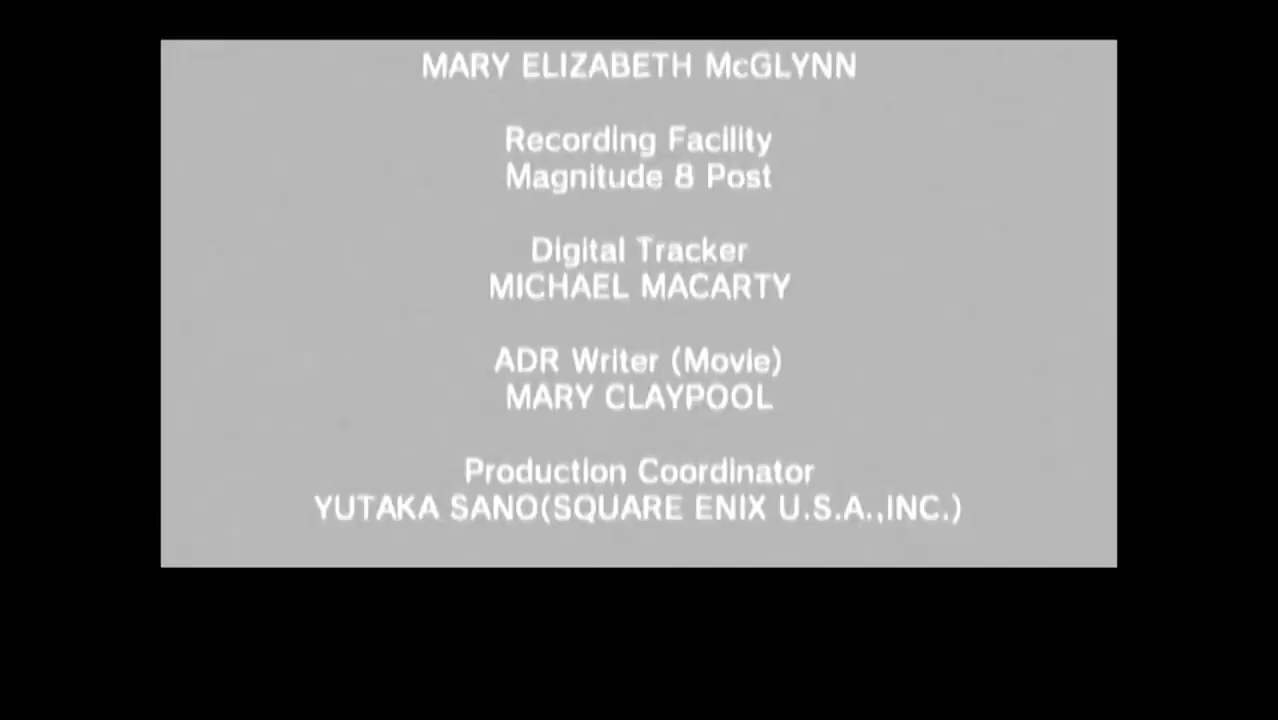 MARY ELIZABETH McGLYNN
Recording Facility
Magnitude 8 Post
Digital Tracker
MICHAEL MACARTY
ADR Writer (Movie)
MARY CLAYPOOL
Production Coordinator
YUTAKA SANO(SQUARE ENIX U.S.A.,INC.)